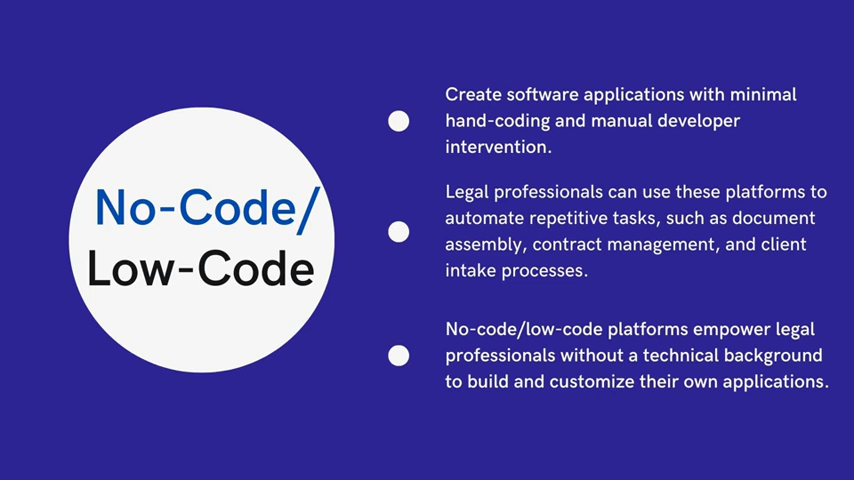 No-Code/
Low-Code
Create software applications with minimal
hand-coding and manual developer
intervention.
Legal professionals can use these platforms to
automate repetitive tasks, such as document
assembly, contract management, and client
intake processes.
No-code/low-code platforms empower legal
professionals without a technical background
to build and customize their own applications.